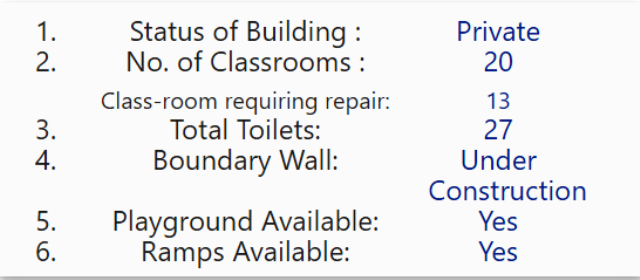 1. Status of Building : Private
2. No. of Classrooms : 20
Class-room requiring repair: 13
3. Total Toilets: 27
4. Boundary Wall: Under
Construction
5. Playground Available: Yes
6. Ramps Available: Yes